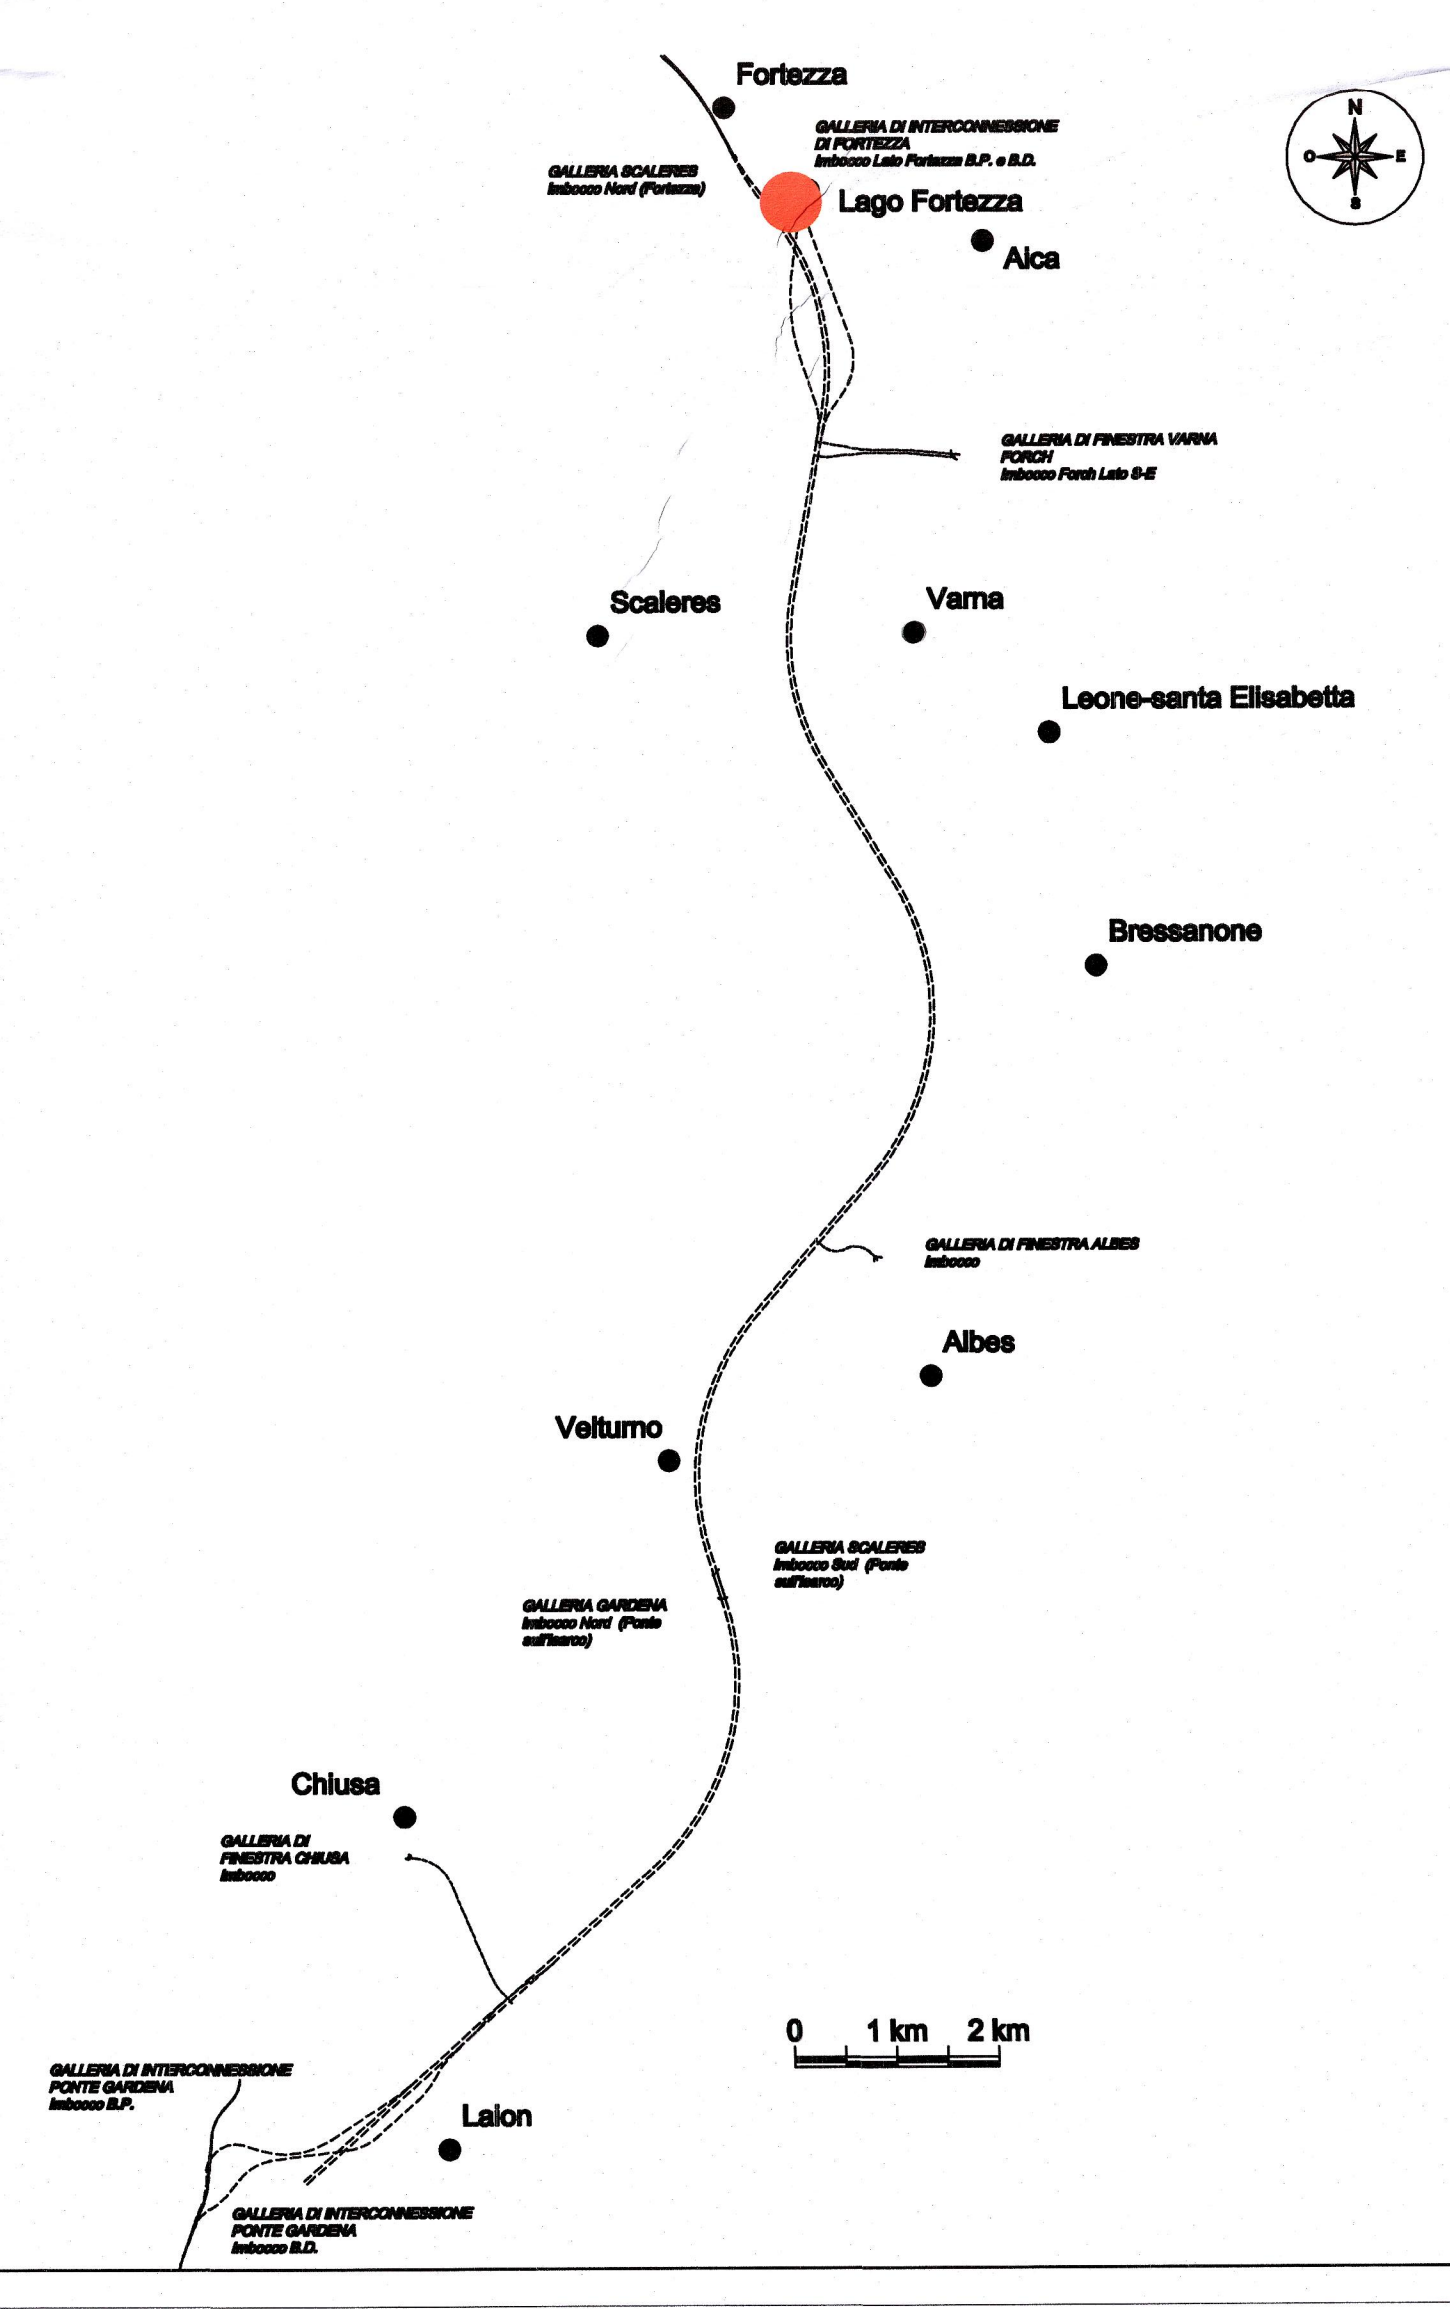 Fortezza
GALLERIA DI INTERCONNESSIONE
DI FORTEZZA
Imbocco Lato Fortezza B.P. e B.D.
N
O
E
S
GALLERIA SCALERES
Imbocco Nord (Fortezza)
Lago Fortezza
Aica
GALLERIA DI FINESTRA VARNA
FORCH
Imbocco Forch Lato S-E
Scaleres
Varna
Leone-santa Elisabetta
Bressanone
GALLERIA DI FINESTRA ALBES
Imbocco
Albes
Velturno
GALLERIA SCALERES
Imbocco Sud (Ponte
sull'Isarco)
GALLERIA GARDENA
Imbocco Nord (Ponte
sull'Isarco)
Chiusa
GALLERIA DI
FINESTRA CHIUSA
Imbocco
0 1 km 2 km
GALLERIA DI INTERCONNESSIONE
PONTE GARDENA
Imbocco B.P.
Laion
GALLERIA DI INTERCONNESSIONE
PONTE GARDENA
Imbocco B.D.